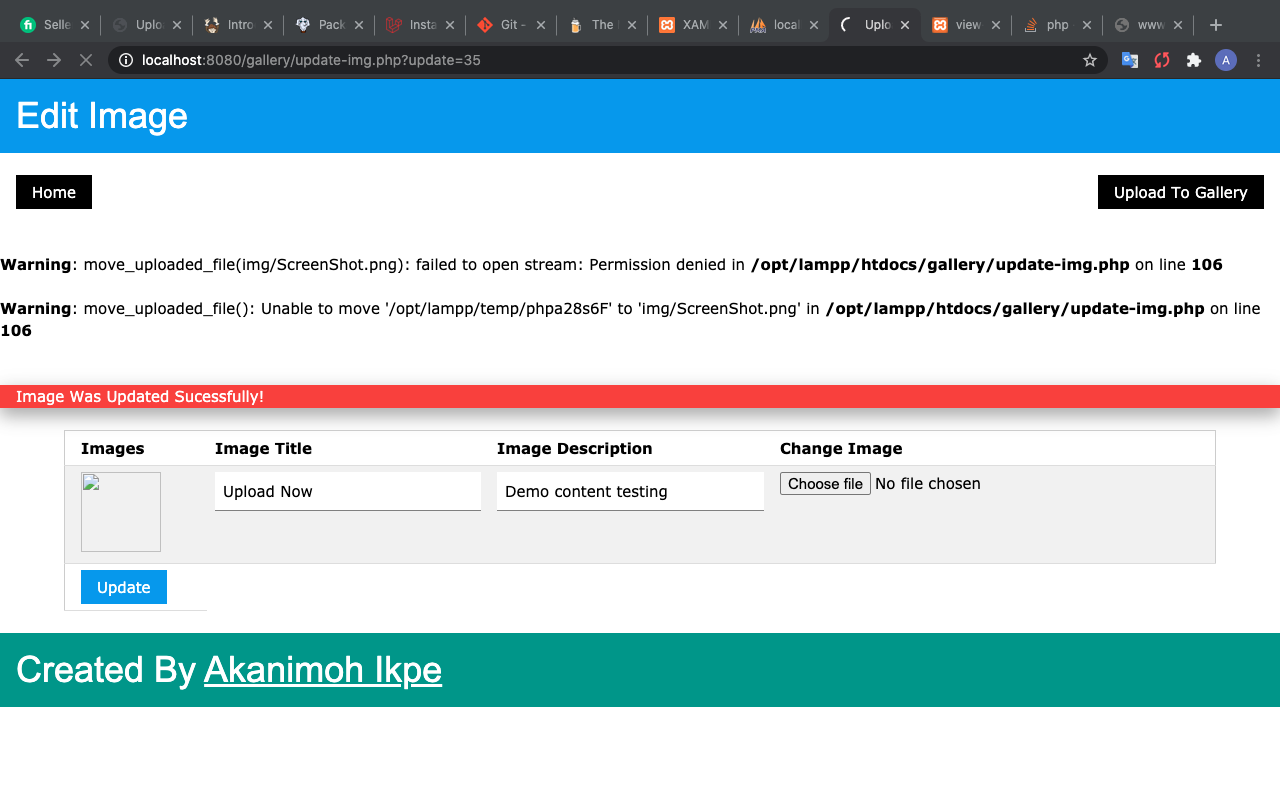 Selle
Uplo
Intro
Pack
Insta
Git -
The
XAM
local
Uplo
view
php
www
localhost:8080/gallery/update-img.php?update=35
A
Edit Image
Home
Upload To Gallery
Warning: move_uploaded_file(img/ScreenShot.png): failed to open stream: Permission denied in /opt/lampp/htdocs/gallery/update-img.php on line 106
Warning: move_uploaded_file(): Unable to move '/opt/lampp/temp/phpa28s6F' to 'img/ScreenShot.png' in /opt/lampp/htdocs/gallery/update-img.php on line
106
Image Was Updated Sucessfully!
Images Image Title Image Description Change Image
Upload Now Demo content testing Choose file No file chosen
Update
Created By Akanimoh Ikpe